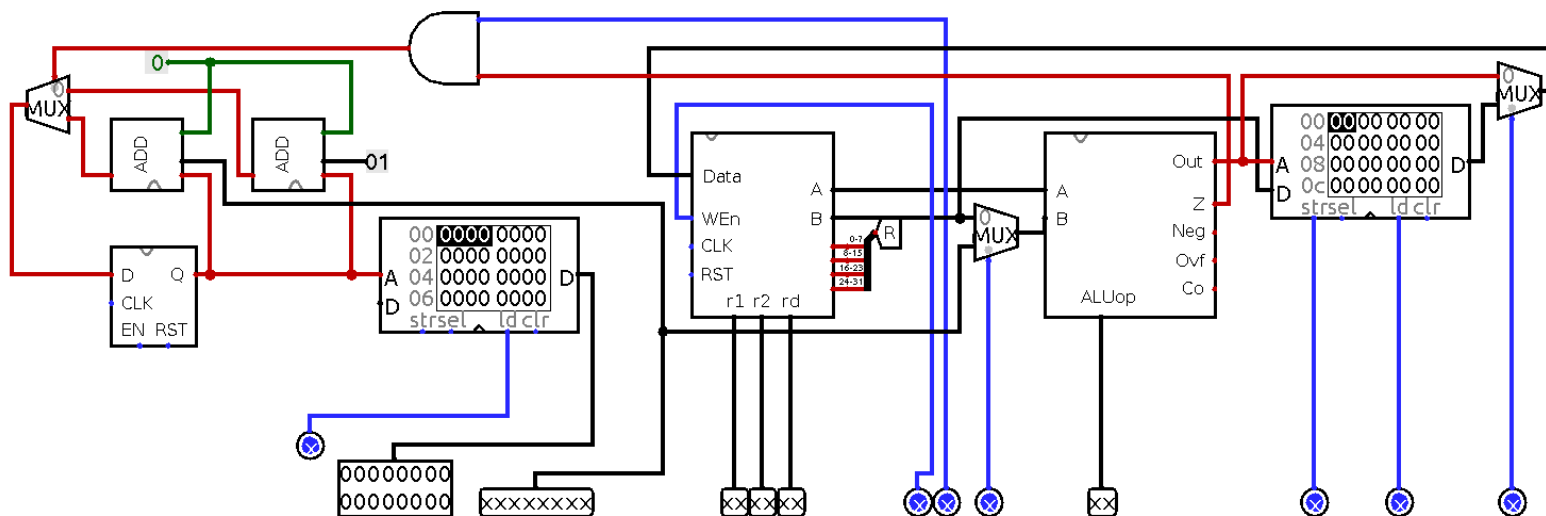 0
MUX
0
ADD
ADD
01
D Q
CLK
EN RST
00 0000 0000
02 0000 0000
04 0000 0000
06 0000 0000
A
D
D
str sel ld clr
x
00000000
00000000
xxxxxxxx
Data
WEn
CLK
RST
A
B
r1 r2 rd
0-7
8-15
16-23
24-31
R
xx
xx
xx
x
x
x
0
MUX
A
B
Out
Z
Neg
Ovf
Co
ALUop
xx
00 00 00 00 00
04 00 00 00 00
08 00 00 00 00
0c 00 00 00 00
A
D
D
str sel ld clr
0
MUX
x
x
x